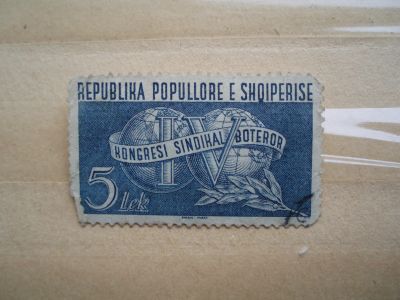 REPUBLIKA POPULLORE E SHQIPERISE
IV
KONGRESI SINDIKAL BOTEROR
5 Lek